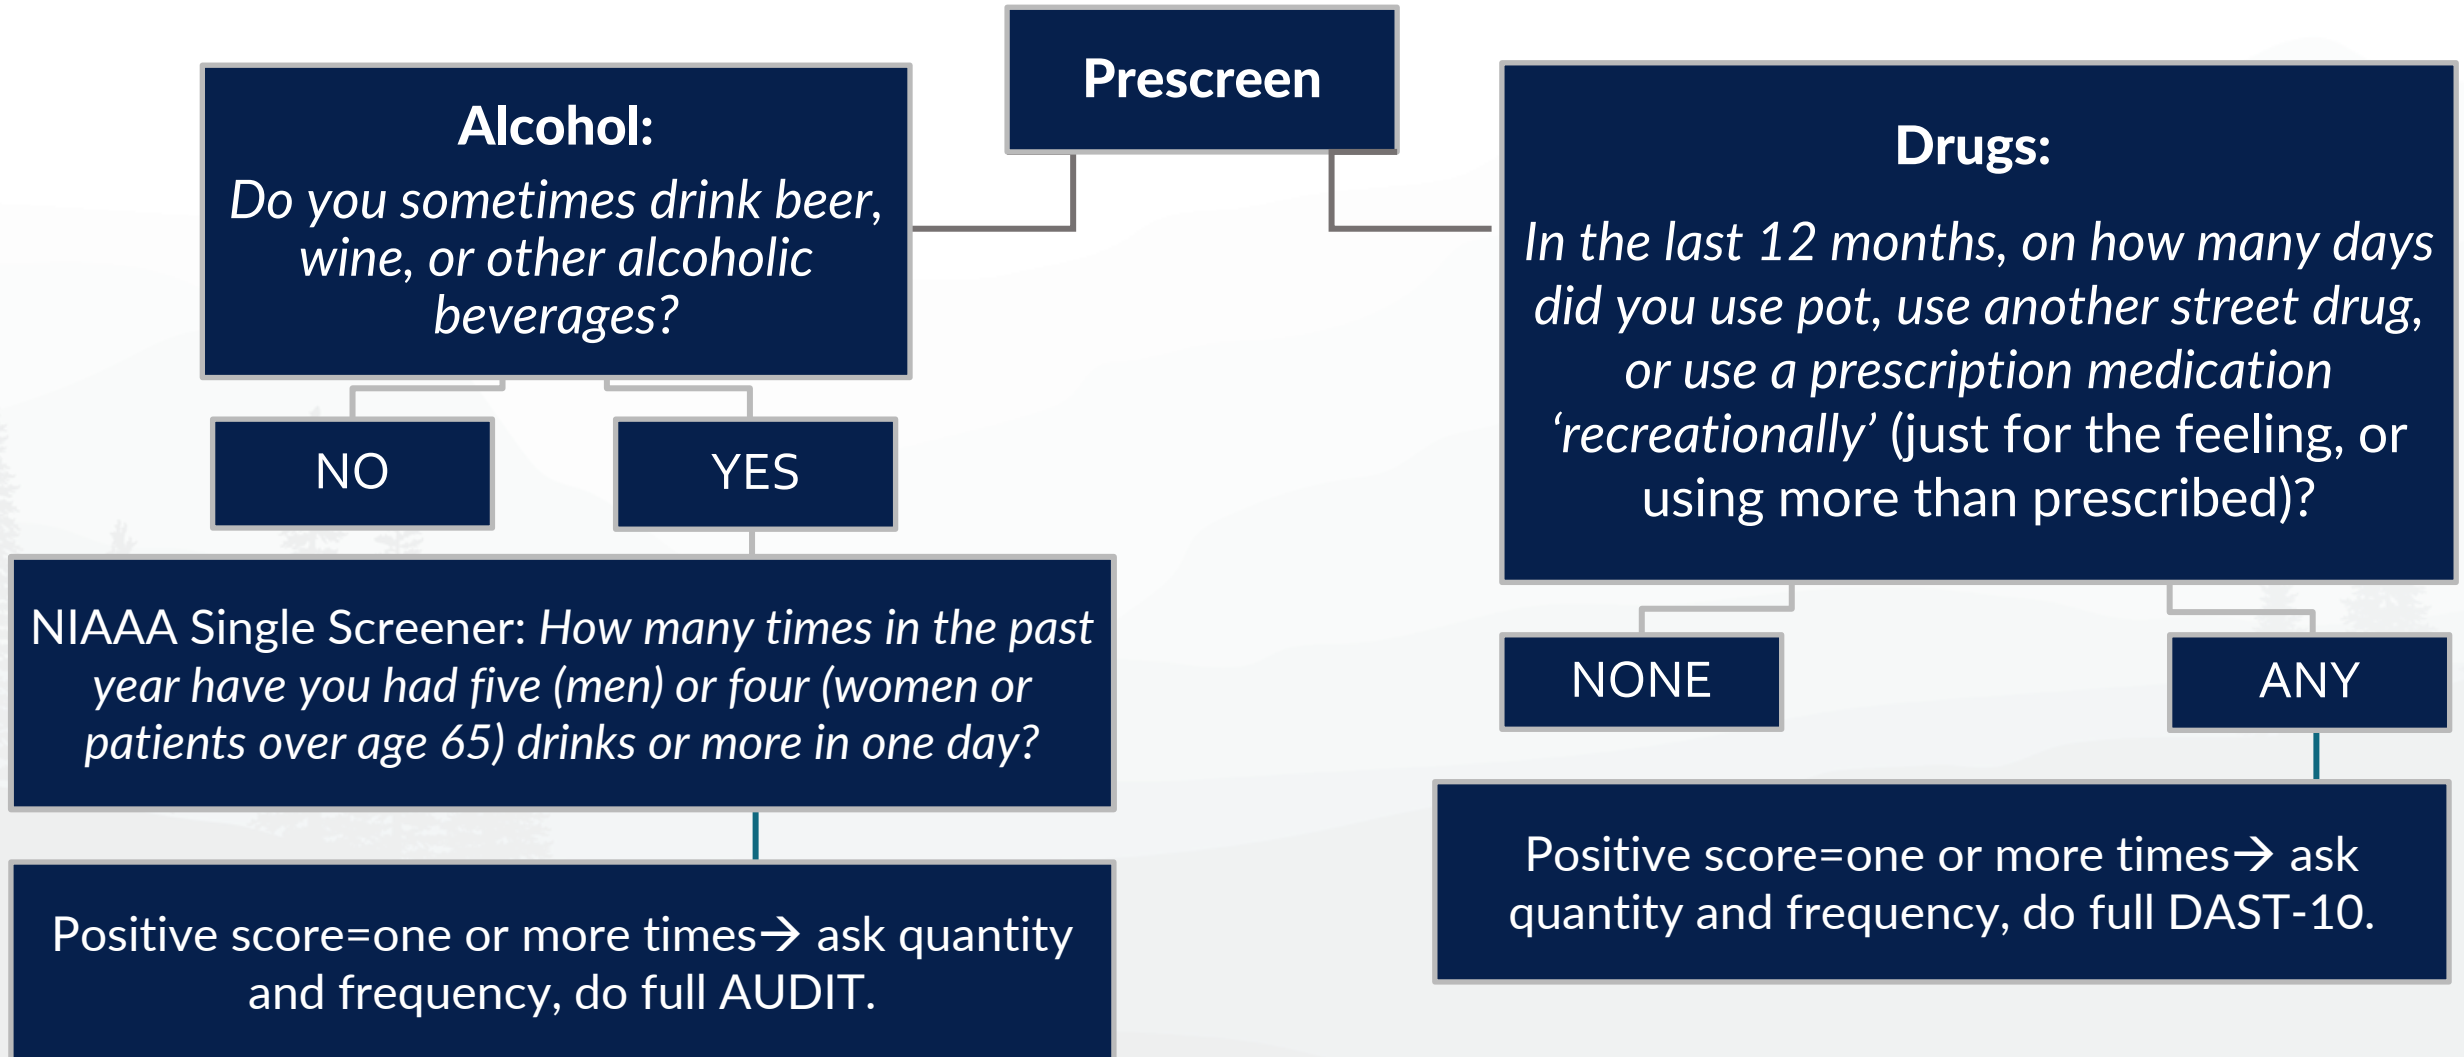 Prescreen
Alcohol:
Do you sometimes drink beer,
wine, or other alcoholic
beverages?
NO
YES
NIAAA Single Screener: How many times in the past
year have you had five (men) or four (women or
patients over age 65) drinks or more in one day?
Positive score=one or more times→ ask quantity
and frequency, do full AUDIT.
Drugs:
In the last 12 months, on how many days
did you use pot, use another street drug,
or use a prescription medication
‘recreationally’ (just for the feeling, or
using more than prescribed)?
NONE
ANY
Positive score=one or more times→ ask
quantity and frequency, do full DAST-10.